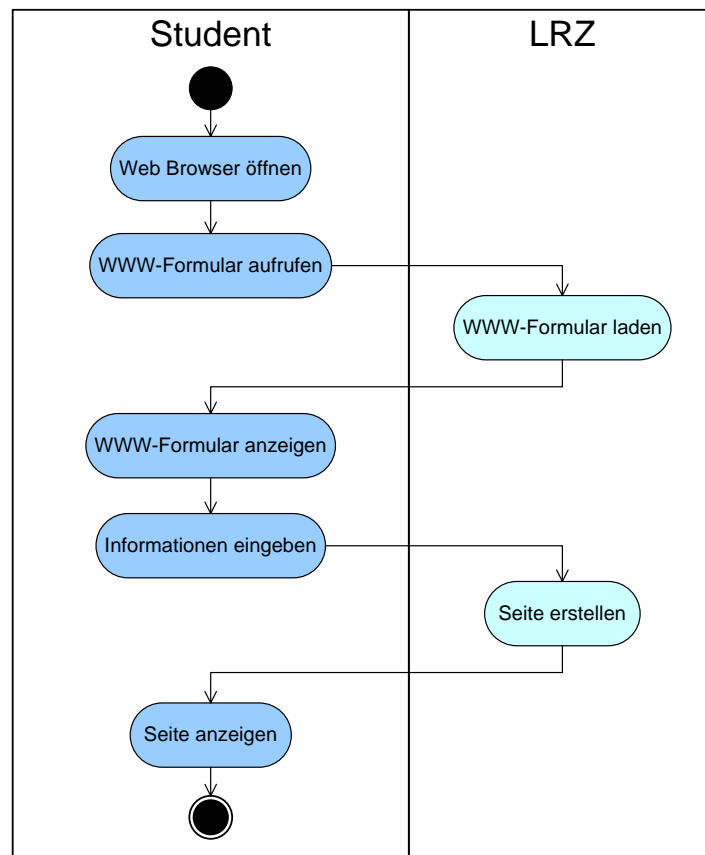 Student
LRZ
Web Browser öffnen
WWW-Formular aufrufen
WWW-Formular laden
WWW-Formular anzeigen
Informationen eingeben
Seite erstellen
Seite anzeigen